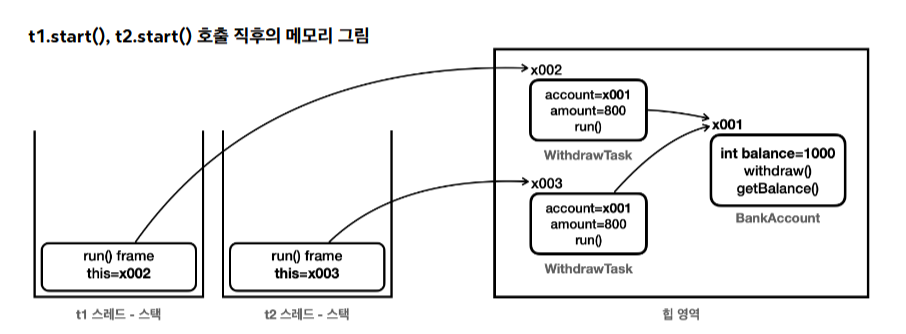 t1.start(), t2.start() 호출 직후의 메모리 그림
x002
account=x001
amount=800
run()
WithdrawTask
x001
int balance=1000
withdraw()
getBalance()
BankAccount
x003
account=x001
amount=800
run()
WithdrawTask
run() frame
this=x002
run() frame
this=x003
t1 스레드 - 스택
t2 스레드 - 스택
힙 영역